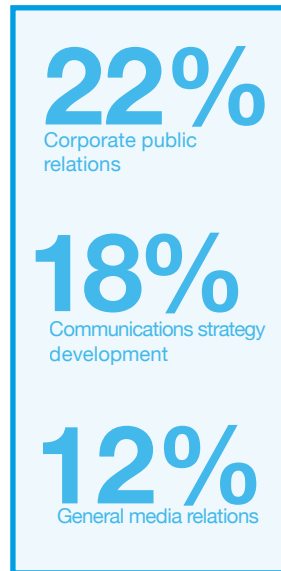 22%
Corporate public
relations
18%
Communications strategy
development
12%
General media relations